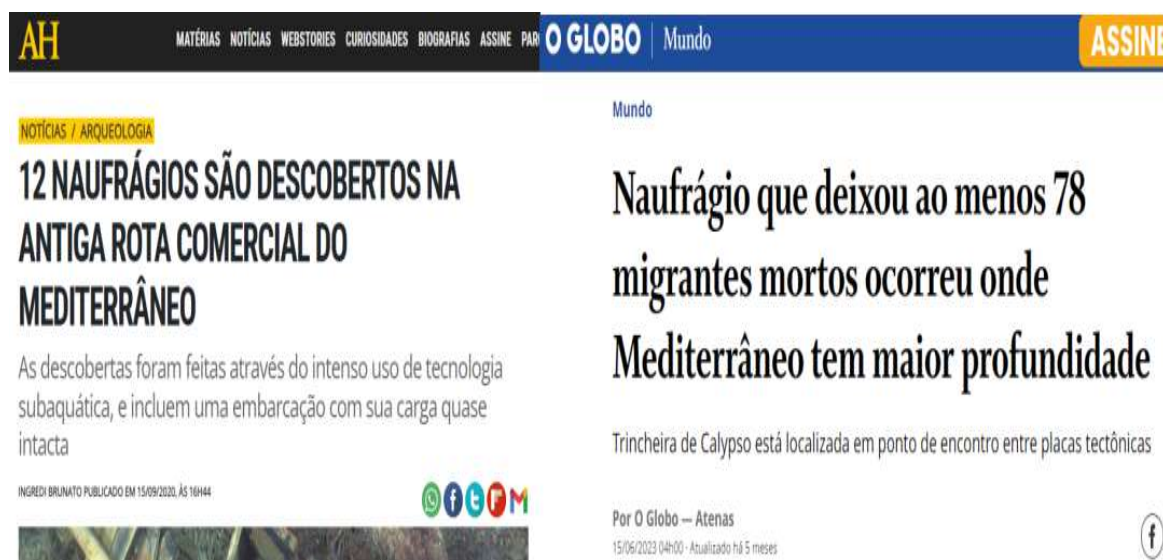 AH
MATÉRIAS NOTÍCIAS WEBSTORIES CURIOSIDADES BIOGRAFIAS ASSINE
NOTÍCIAS / ARQUEOLOGIA
12 NAUFRÁGIOS SÃO DESCOBERTOS NA
ANTIGA ROTA COMERCIAL DO
MEDITERRÂNEO
As descobertas foram feitas através do intenso uso de tecnologia
subaquática, e incluem uma embarcação com sua carga quase
intacta
INGREDI BRUNATO PUBLICADO EM 15/09/2020, ÀS 16H44
O GLOBO | Mundo
ASSINE
Mundo
Naufrágio que deixou ao menos 78
migrantes mortos ocorreu onde
Mediterrâneo tem maior profundidade
Trincheira de Calypso está localizada em ponto de encontro entre placas tectônicas
Por O Globo — Atenas
15/06/2023 04h00 · Atualizado há 5 meses